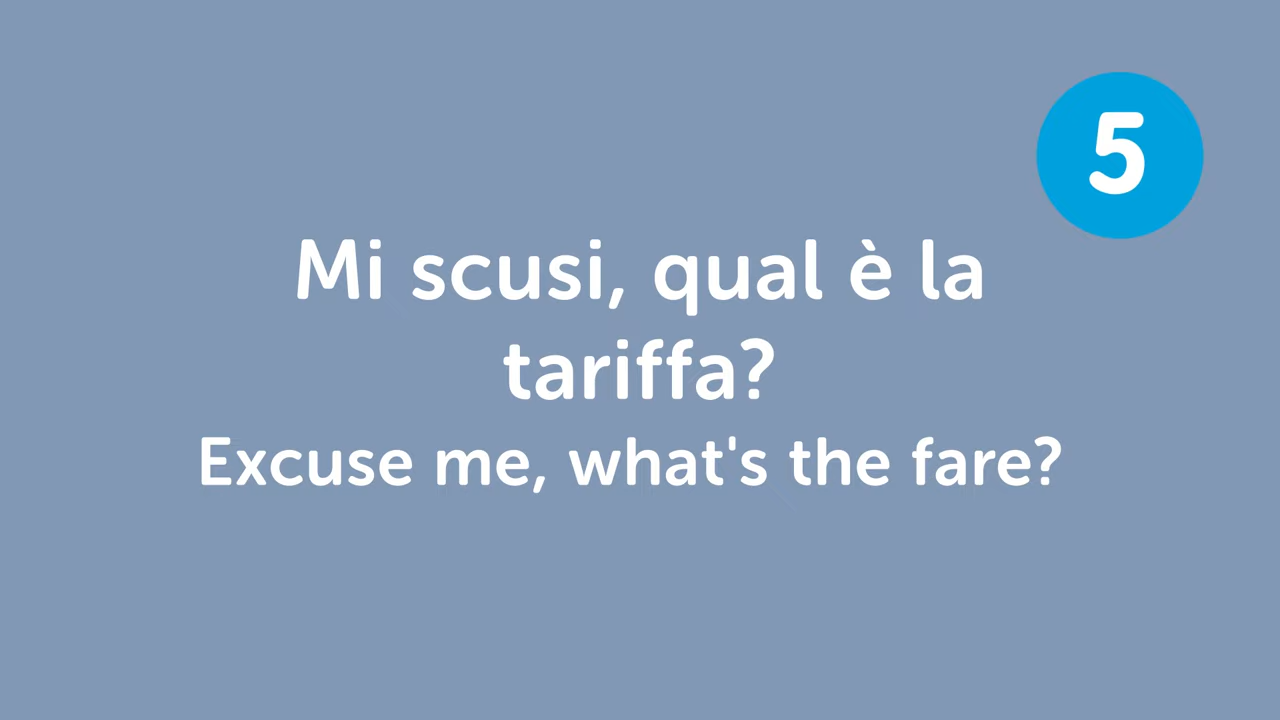 5
Mi scusi, qual è la
tariffa?
Excuse me, what's the fare?